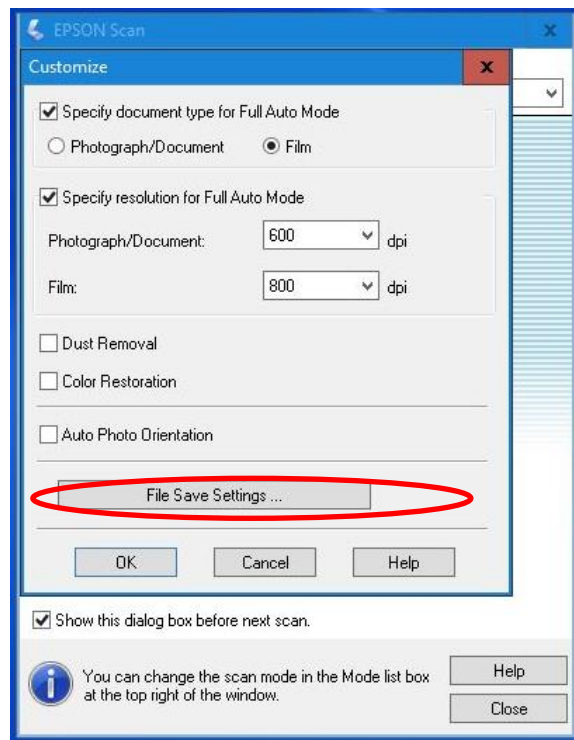 EPSON Scan
Customize
Specify document type for Full Auto Mode
Photograph/Document Film
Specify resolution for Full Auto Mode
Photograph/Document: 600 dpi
Film: 800 dpi
Dust Removal
Color Restoration
Auto Photo Orientation
File Save Settings ...
OK Cancel Help
Show this dialog box before next scan.
You can change the scan mode in the Mode list box
at the top right of the window.
Help
Close